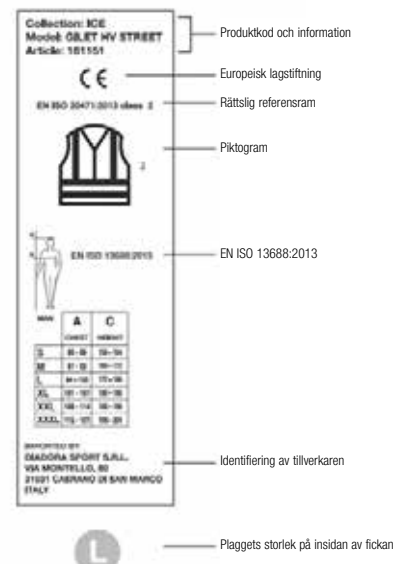 Collection: ICE
Model: GILET HV STREET
Article: 161151
Produktkod och information
CE
Europeisk lagstiftning
EN ISO 20471:2013 class 2
Rättslig referensram
Piktogram
2
EN ISO 13688:2013
EN ISO 13688:2013
MAN
A C
CHEST HEIGHT
S
M
L
XL
XXL
XXXL
IMPORTED BY
DIADORA SPORT S.R.L.
VIA MONTELLO, 80
31031 CAERANO DI SAN MARCO
ITALY
Identifiering av tillverkaren
L
Plaggets storlek på insidan av fickan